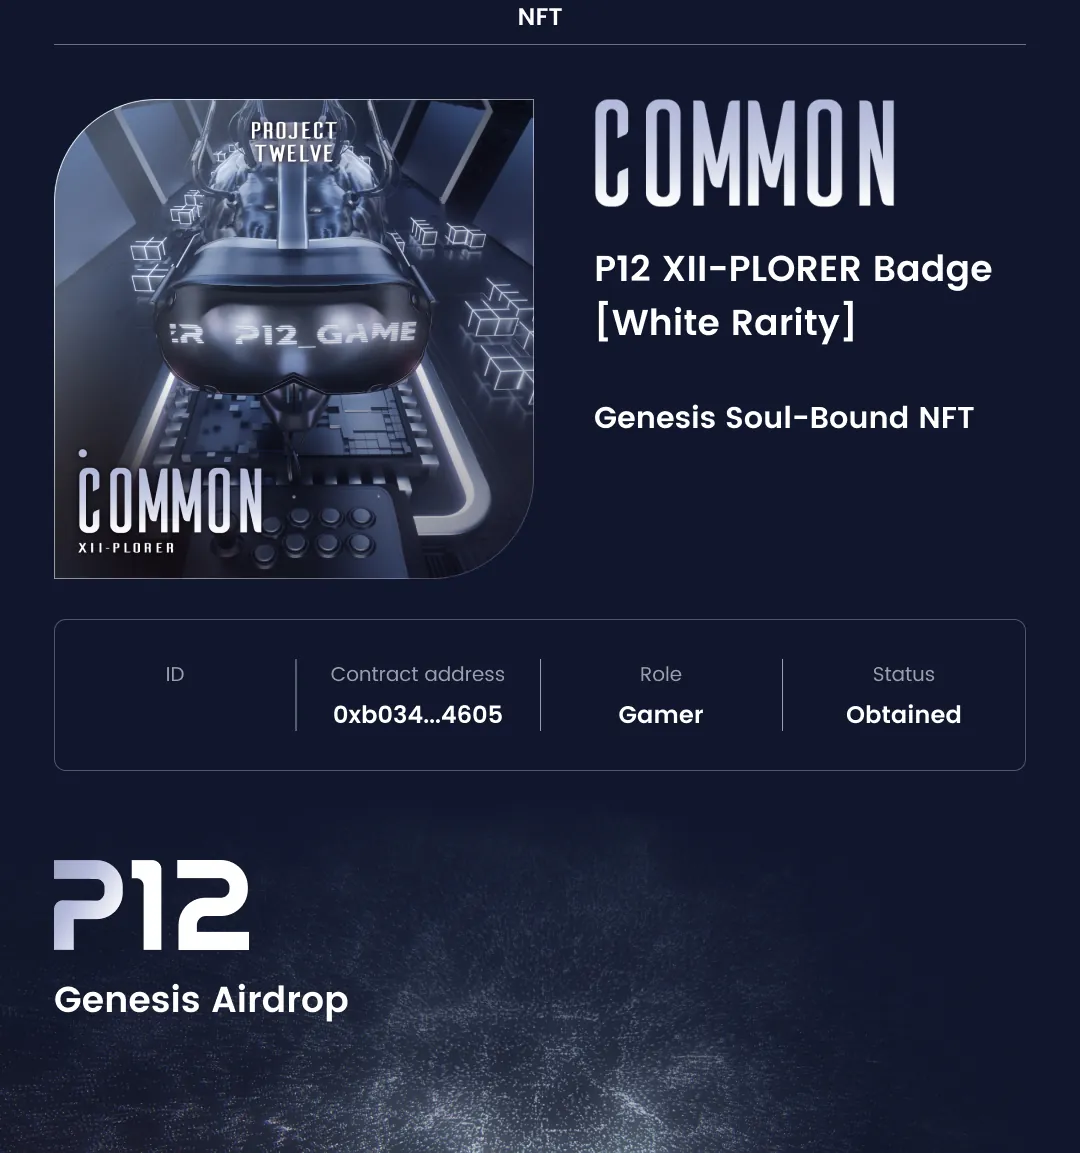 NFT
PROJECT
TWELVE
:R P12_GAME
COMMON
XII-PLORER
COMMON
P12 XII-PLORER Badge
[White Rarity]
Genesis Soul-Bound NFT
ID
Contract address
0xb034...4605
Role
Gamer
Status
Obtained
P12
Genesis Airdrop